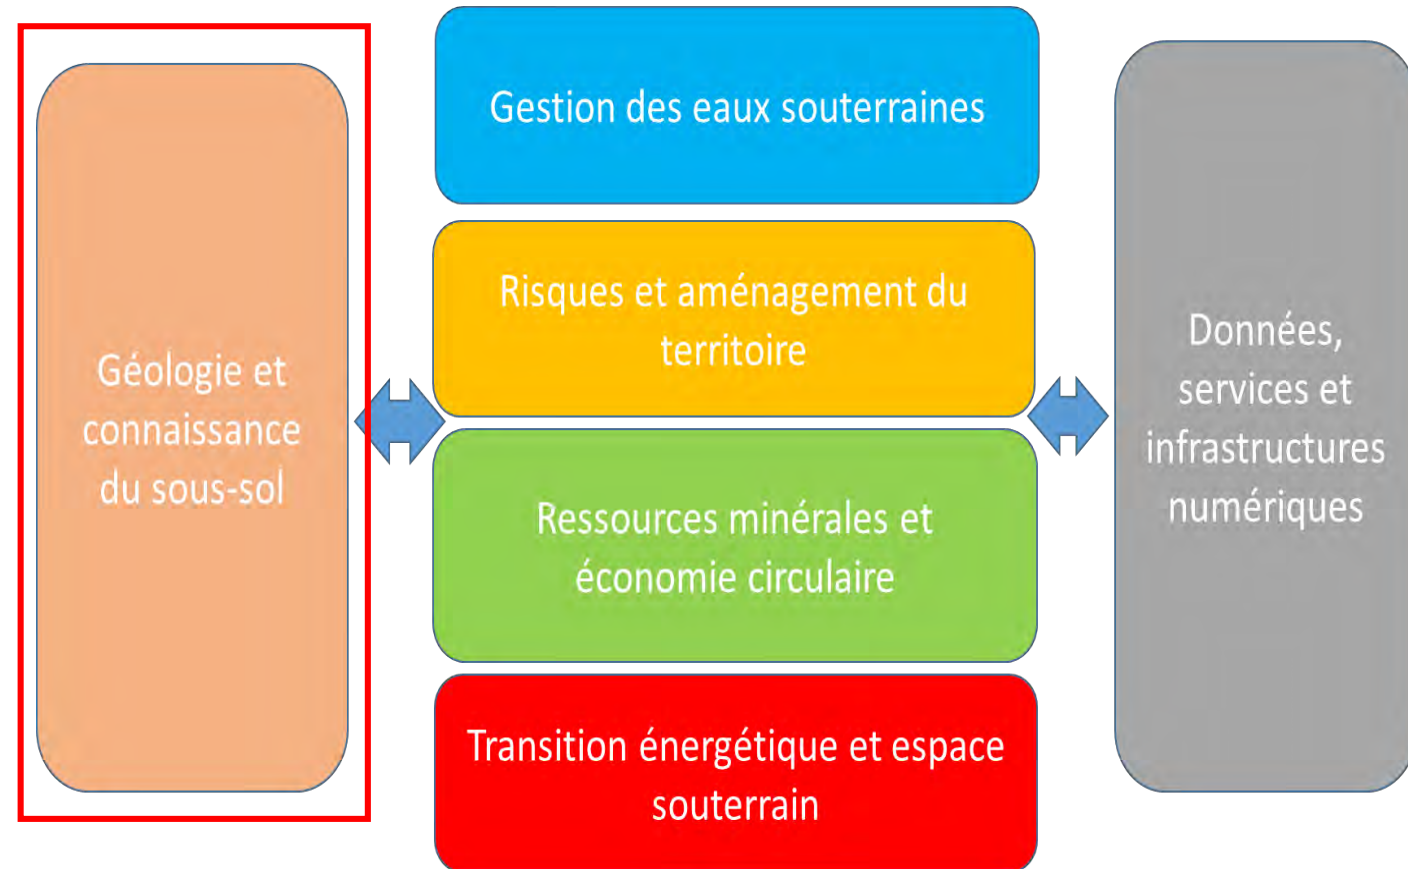 Géologie et
connaissance
du sous-sol
Gestion des eaux souterraines
Risques et aménagement du
territoire
Ressources minérales et
économie circulaire
Transition énergétique et espace
souterrain
Données,
services et
infrastructures
numériques